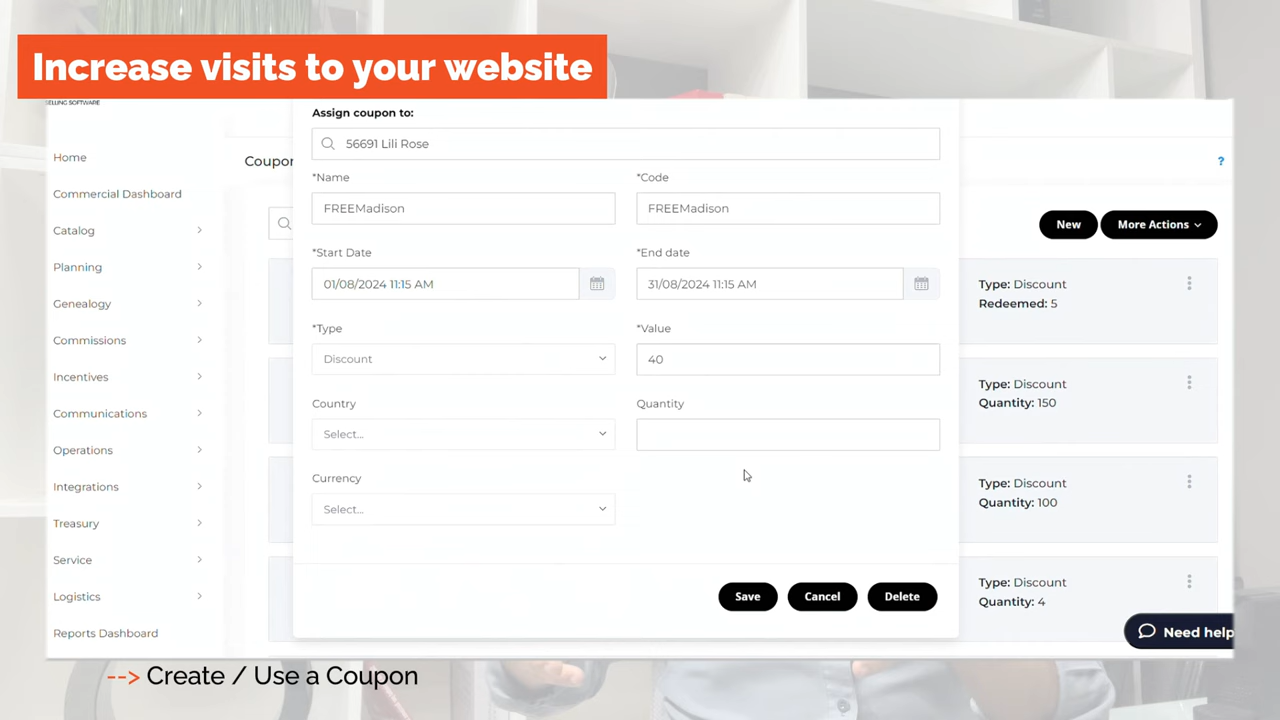 Increase visits to your website
SELLING SOFTWARE
Home
Commercial Dashboard
Catalog
Planning
Genealogy
Commissions
Incentives
Communications
Operations
Integrations
Treasury
Service
Logistics
Reports Dashboard
Coupon
?
New
More Actions
Assign coupon to:
56691 Lili Rose
*Name
*Code
FREEMadison
FREEMadison
*Start Date
*End date
01/08/2024 11:15 AM
31/08/2024 11:15 AM
*Type
*Value
Discount
40
Country
Quantity
Select...
Currency
Select...
Save
Cancel
Delete
Type: Discount
Redeemed: 5
Type: Discount
Quantity: 150
Type: Discount
Quantity: 100
Type: Discount
Quantity: 4
Need help
--> Create / Use a Coupon